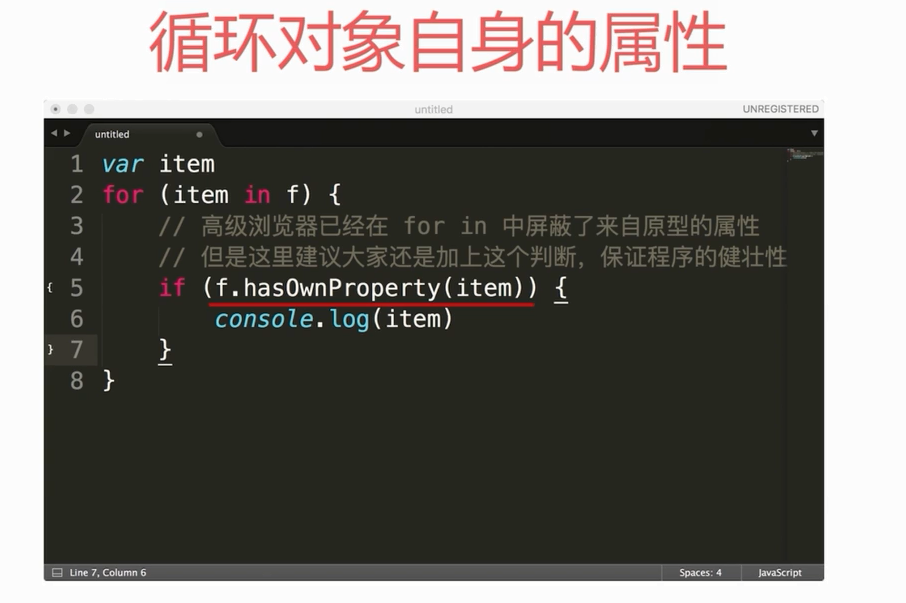 循环对象自身的属性
untitled
UNREGISTERED
untitled
1 var item
2 for (item in f) {
3 // 高级浏览器已经在 for in 中屏蔽了来自原型的属性
4 // 但是这里建议大家还是加上这个判断，保证程序的健壮性
{ 5 if (f.hasOwnProperty(item)) {
6 console.log(item)
} 7 }
8 }
Line 7, Column 6
Spaces: 4
JavaScript